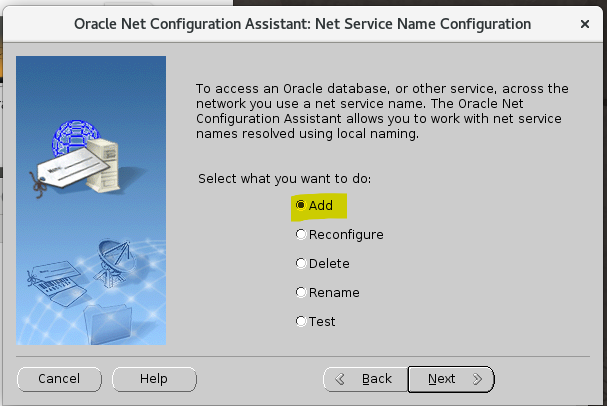 Oracle Net Configuration Assistant: Net Service Name Configuration
To access an Oracle database, or other service, across the
network you use a net service name. The Oracle Net
Configuration Assistant allows you to work with net service
names resolved using local naming.
Select what you want to do:
Add
Reconfigure
Delete
Rename
Test
Cancel Help Back Next